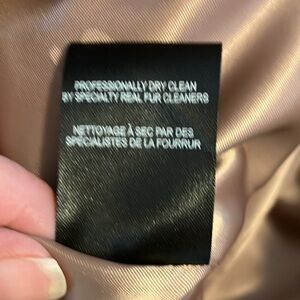 PROFESSIONALLY DRY CLEAN
BY SPECIALTY REAL FUR CLEANERS
NETTOYAGE À SEC PAR DES
SPÉCIALISTES DE LA FOURRUR